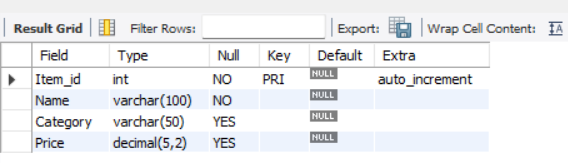 Result Grid Filter Rows: Export: Wrap Cell Content: IA
Field Type Null Key Default Extra
Item_id int NO PRI NULL auto_increment
Name varchar(100) NO NULL
Category varchar(50) YES NULL
Price decimal(5,2) YES NULL